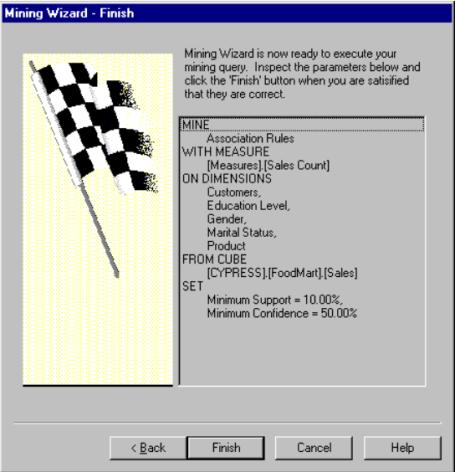 Mining Wizard - Finish
Mining Wizard is now ready to execute your
mining query. Inspect the parameters below and
click the 'Finish' button when you are satisified
that they are correct.
MINE
Association Rules
WITH MEASURE
[Measures].[Sales Count]
ON DIMENSIONS
Customers,
Education Level,
Gender,
Marital Status,
Product
FROM CUBE
[CYPRESS].[FoodMart].[Sales]
SET
Minimum Support = 10.00%,
Minimum Confidence = 50.00%
< Back
Finish
Cancel
Help